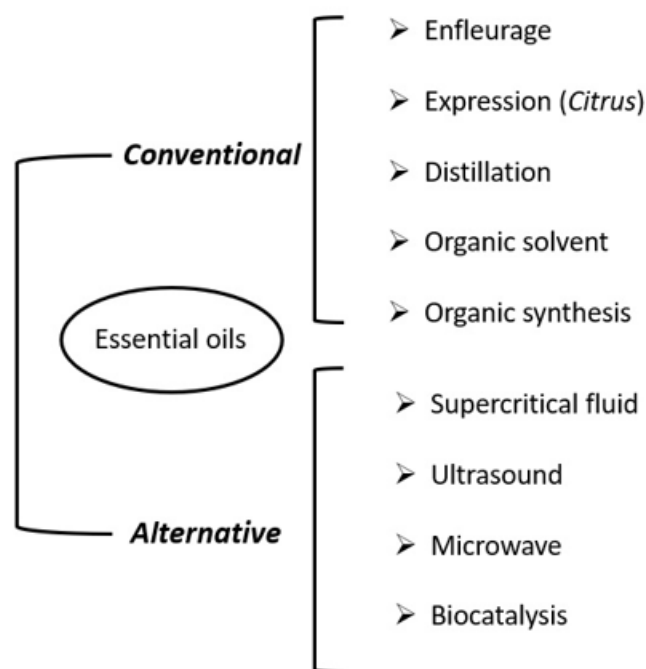 Enfleurage
Expression (Citrus)
Conventional
Distillation
Organic solvent
Organic synthesis
Essential oils
Supercritical fluid
Ultrasound
Alternative
Microwave
Biocatalysis